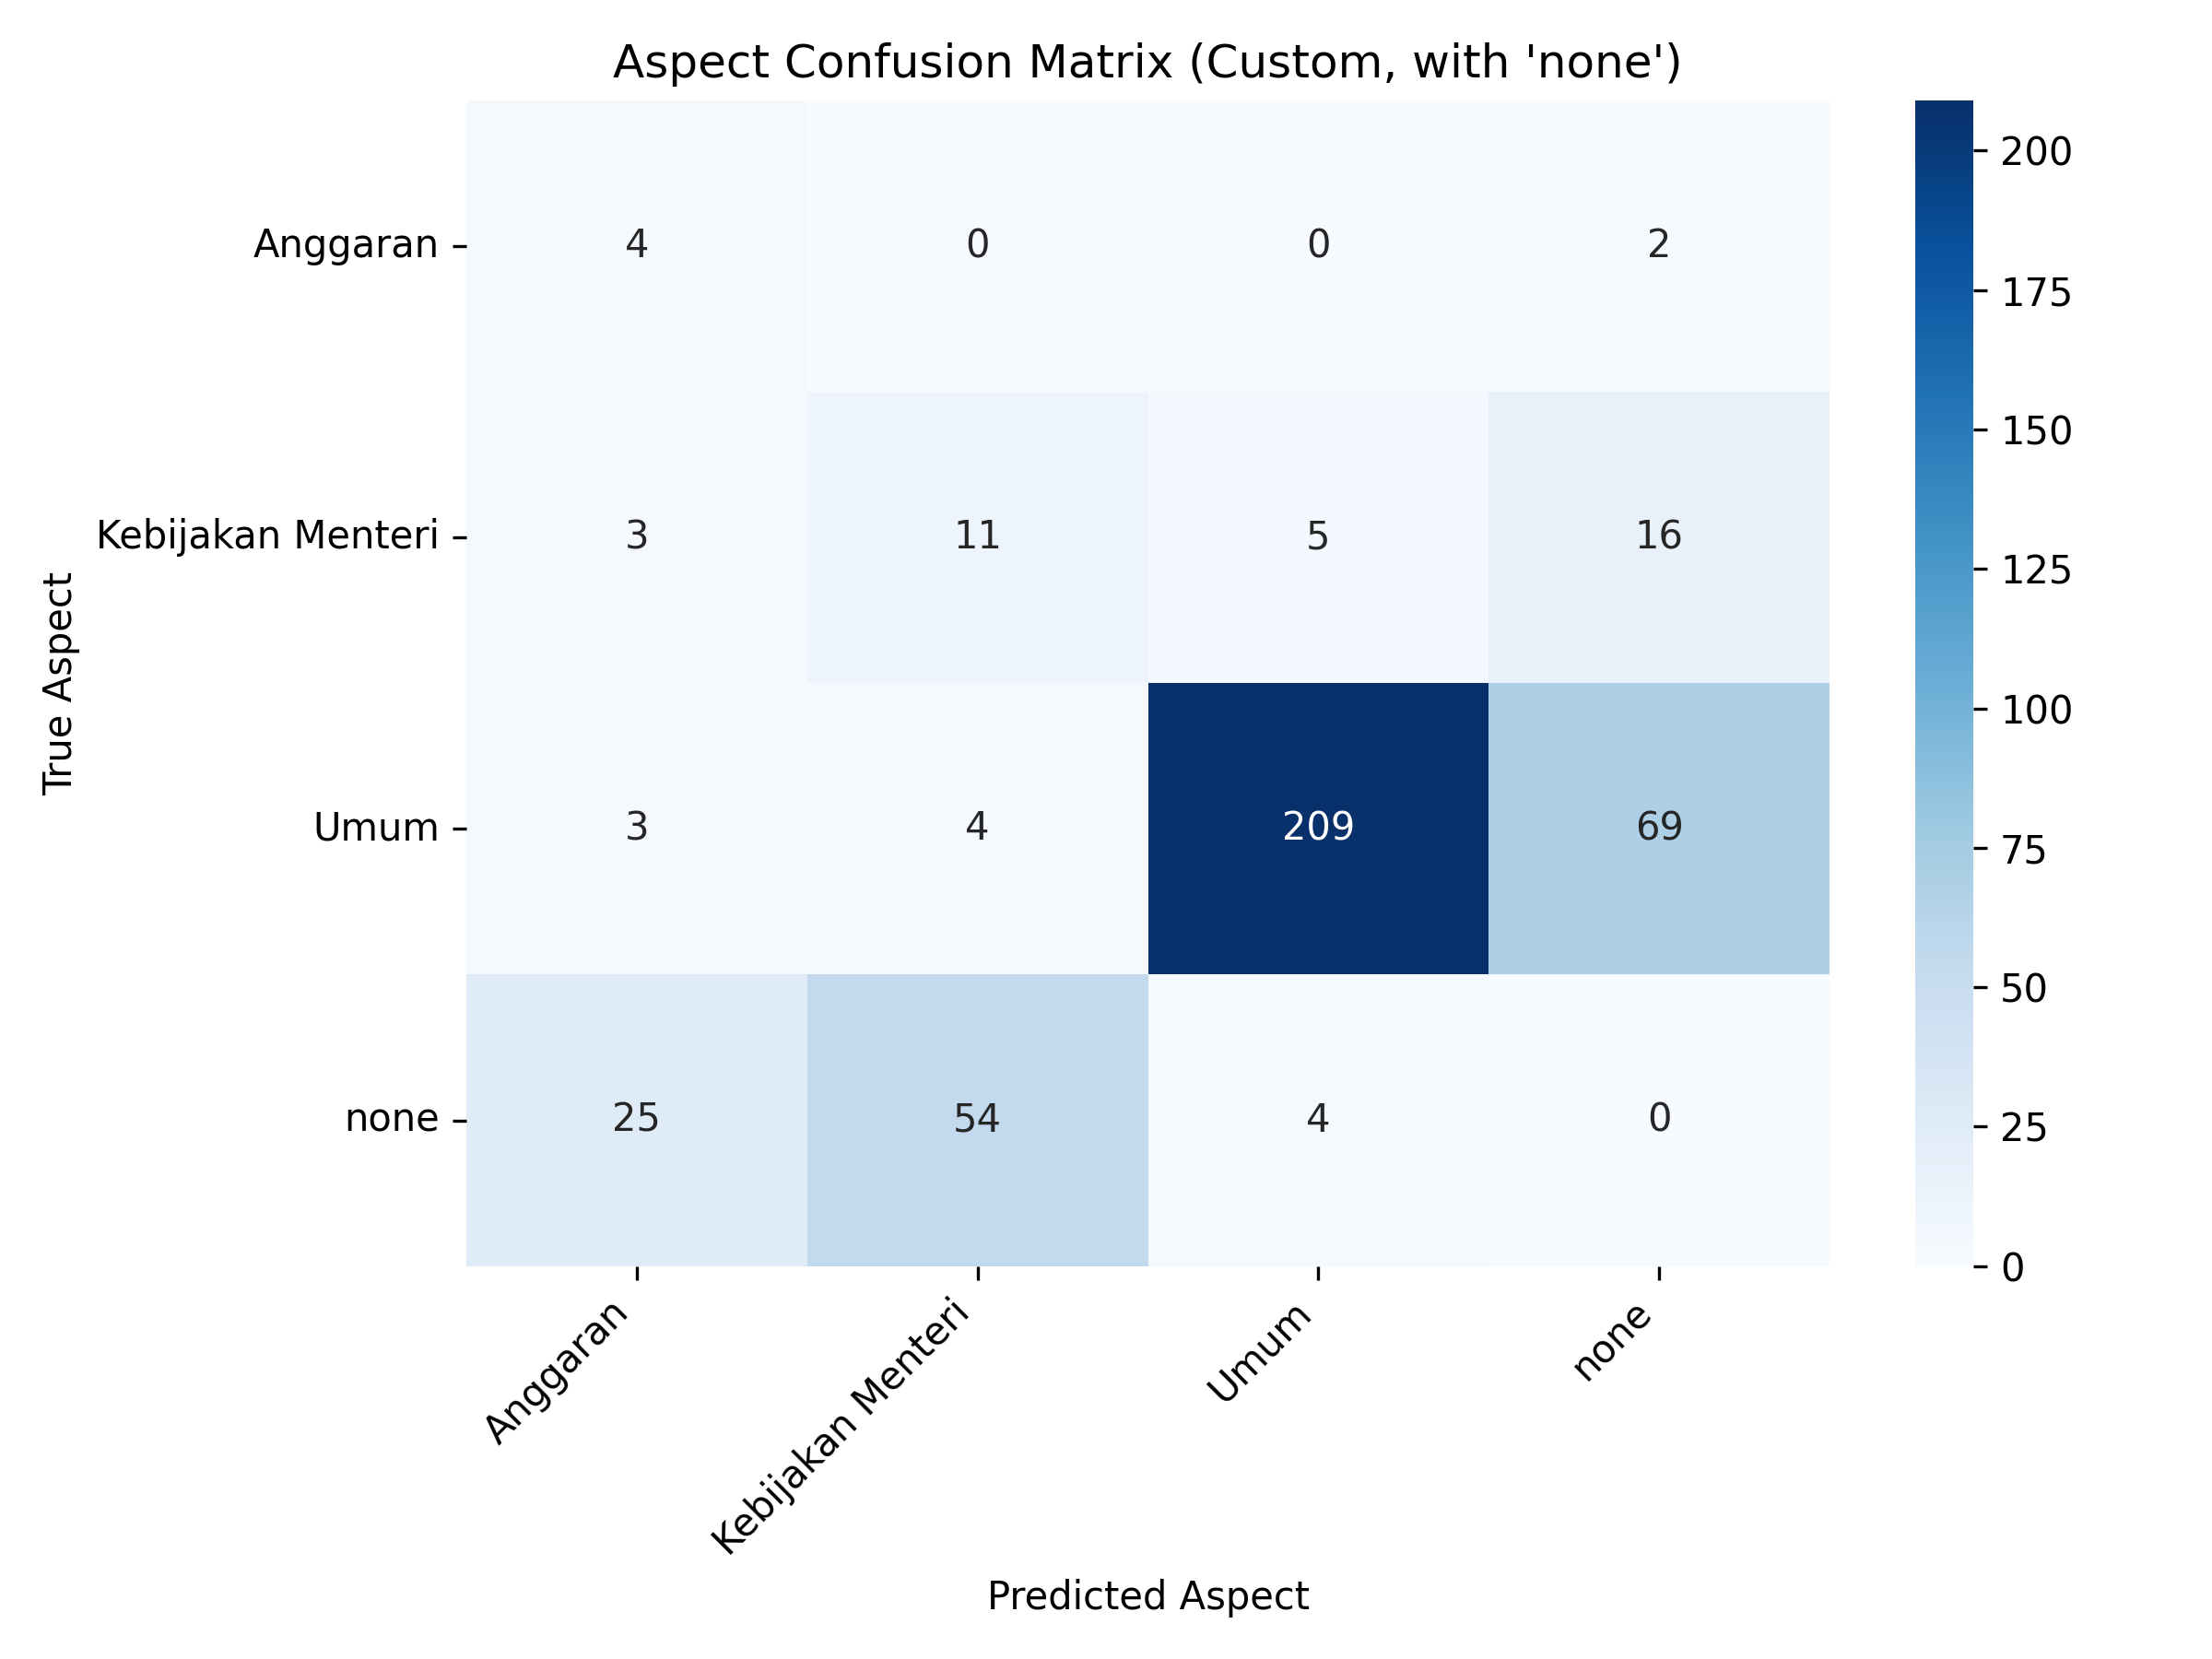 Aspect Confusion Matrix (Custom, with 'none')
True Aspect
Anggaran 4 0 0 2
Kebijakan Menteri 3 11 5 16
Umum 3 4 209 69
none 25 54 4 0
Anggaran
Kebijakan Menteri
Umum
none
Predicted Aspect
200
175
150
125
100
75
50
25
0